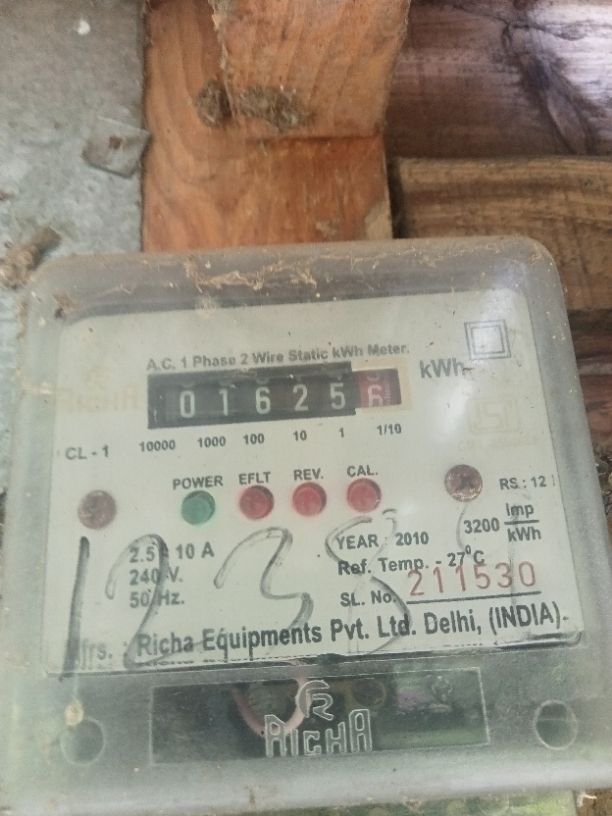 A.C. 1 Phase 2 Wire Static kWh Meter.
kWh
RICHA
0 1 6 2 5 6
CL - 1 10000 1000 100 10 1 1/10
POWER EFLT REV. CAL.
RS.: 12
2.5 - 10 A
240 V.
50 Hz.
YEAR : 2010
3200 Imp/kWh
Ref. Temp. - 27°C
SL. No. 211530
Mfrs. : Richa Equipments Pvt. Ltd. Delhi, (INDIA)
RICHA